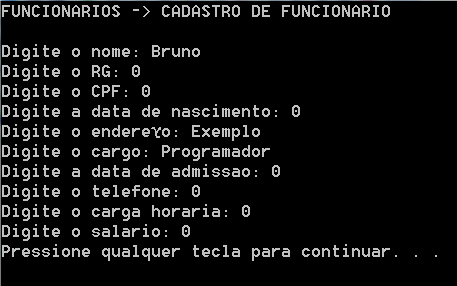 FUNCIONARIOS -> CADASTRO DE FUNCIONARIO
Digite o nome: Bruno
Digite o RG: 0
Digite o CPF: 0
Digite a data de nascimento: 0
Digite o endereγo: Exemplo
Digite o cargo: Programador
Digite a data de admissao: 0
Digite o telefone: 0
Digite o carga horaria: 0
Digite o salario: 0
Pressione qualquer tecla para continuar. . .